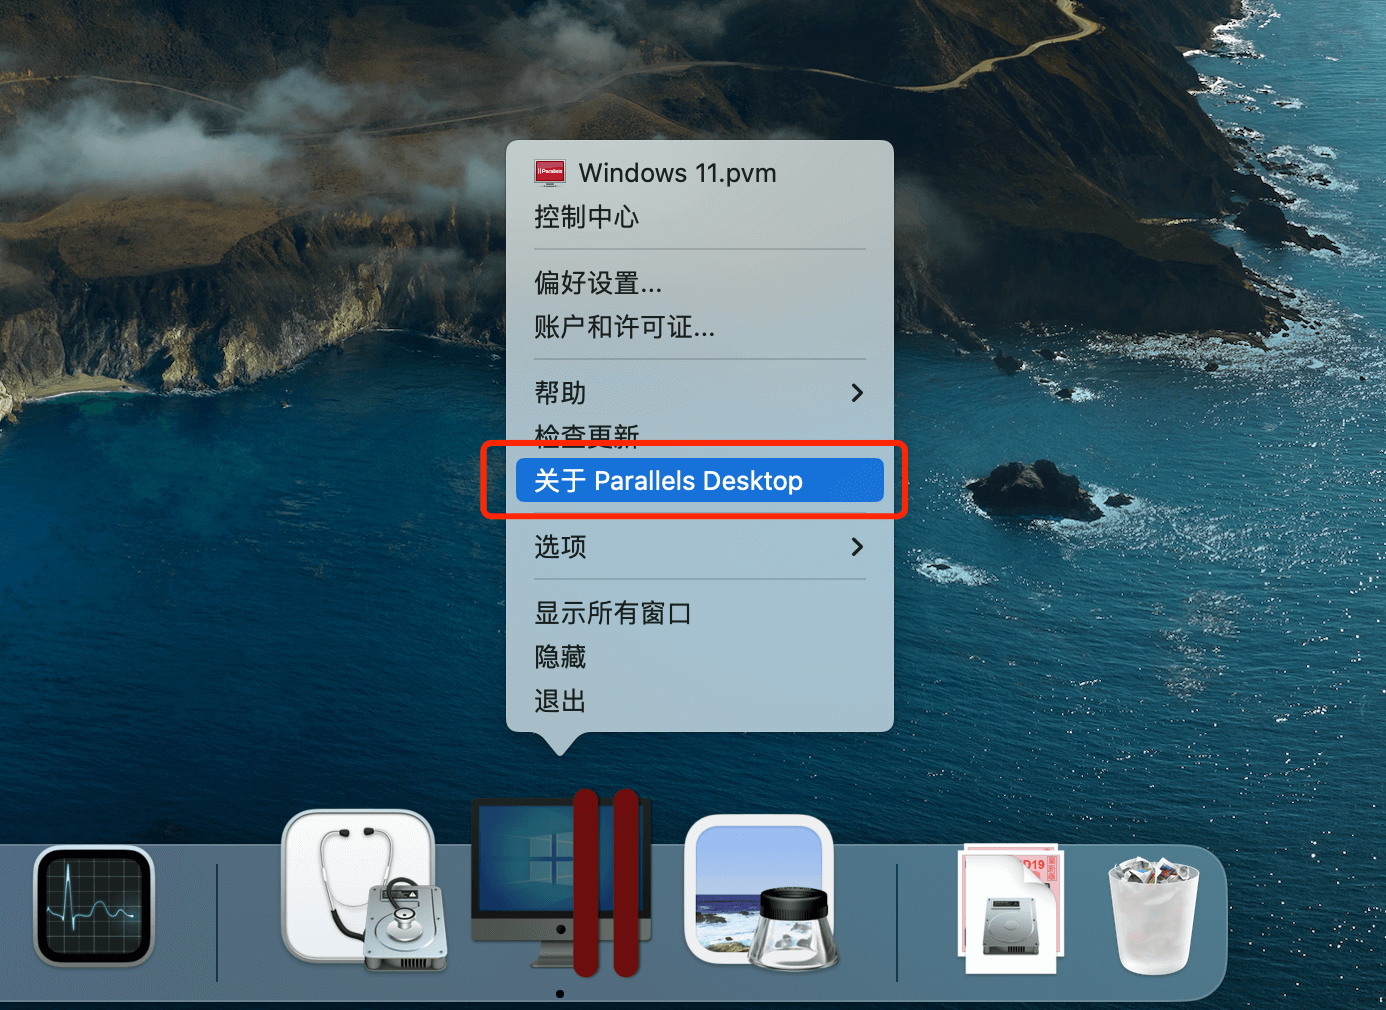 Windows 11.pvm
控制中心
偏好设置...
账户和许可证...
帮助
检查更新
关于 Parallels Desktop
选项
显示所有窗口
隐藏
退出